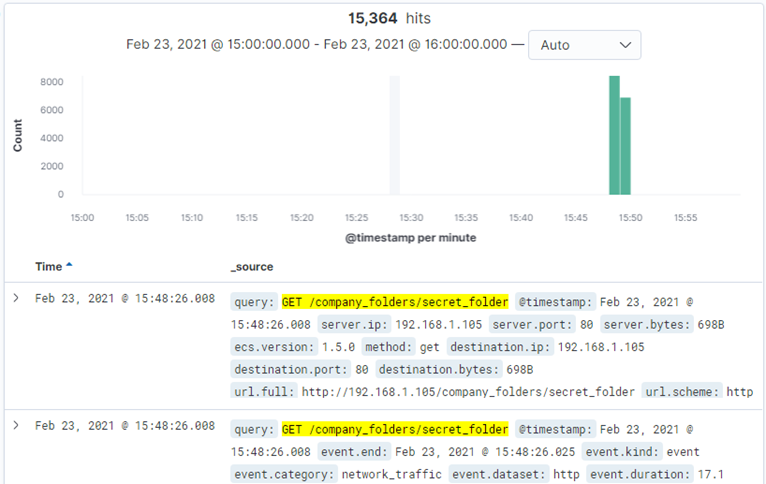 15,364 hits
Feb 23, 2021 @ 15:00:00.000 - Feb 23, 2021 @ 16:00:00.000 — Auto
8000
6000
4000
2000
0
Count
15:00 15:05 15:10 15:15 15:20 15:25 15:30 15:35 15:40 15:45 15:50 15:55
@timestamp per minute
Time _source
Feb 23, 2021 @ 15:48:26.008 query: GET /company_folders/secret_folder @timestamp: Feb 23, 2021 @
15:48:26.008 server.ip: 192.168.1.105 server.port: 80 server.bytes: 698B
ecs.version: 1.5.0 method: get destination.ip: 192.168.1.105
destination.port: 80 destination.bytes: 698B
url.full: http://192.168.1.105/company_folders/secret_folder url.scheme: http
Feb 23, 2021 @ 15:48:26.008 query: GET /company_folders/secret_folder @timestamp: Feb 23, 2021 @
15:48:26.008 event.end: Feb 23, 2021 @ 15:48:26.025 event.kind: event
event.category: network_traffic event.dataset: http event.duration: 17.1